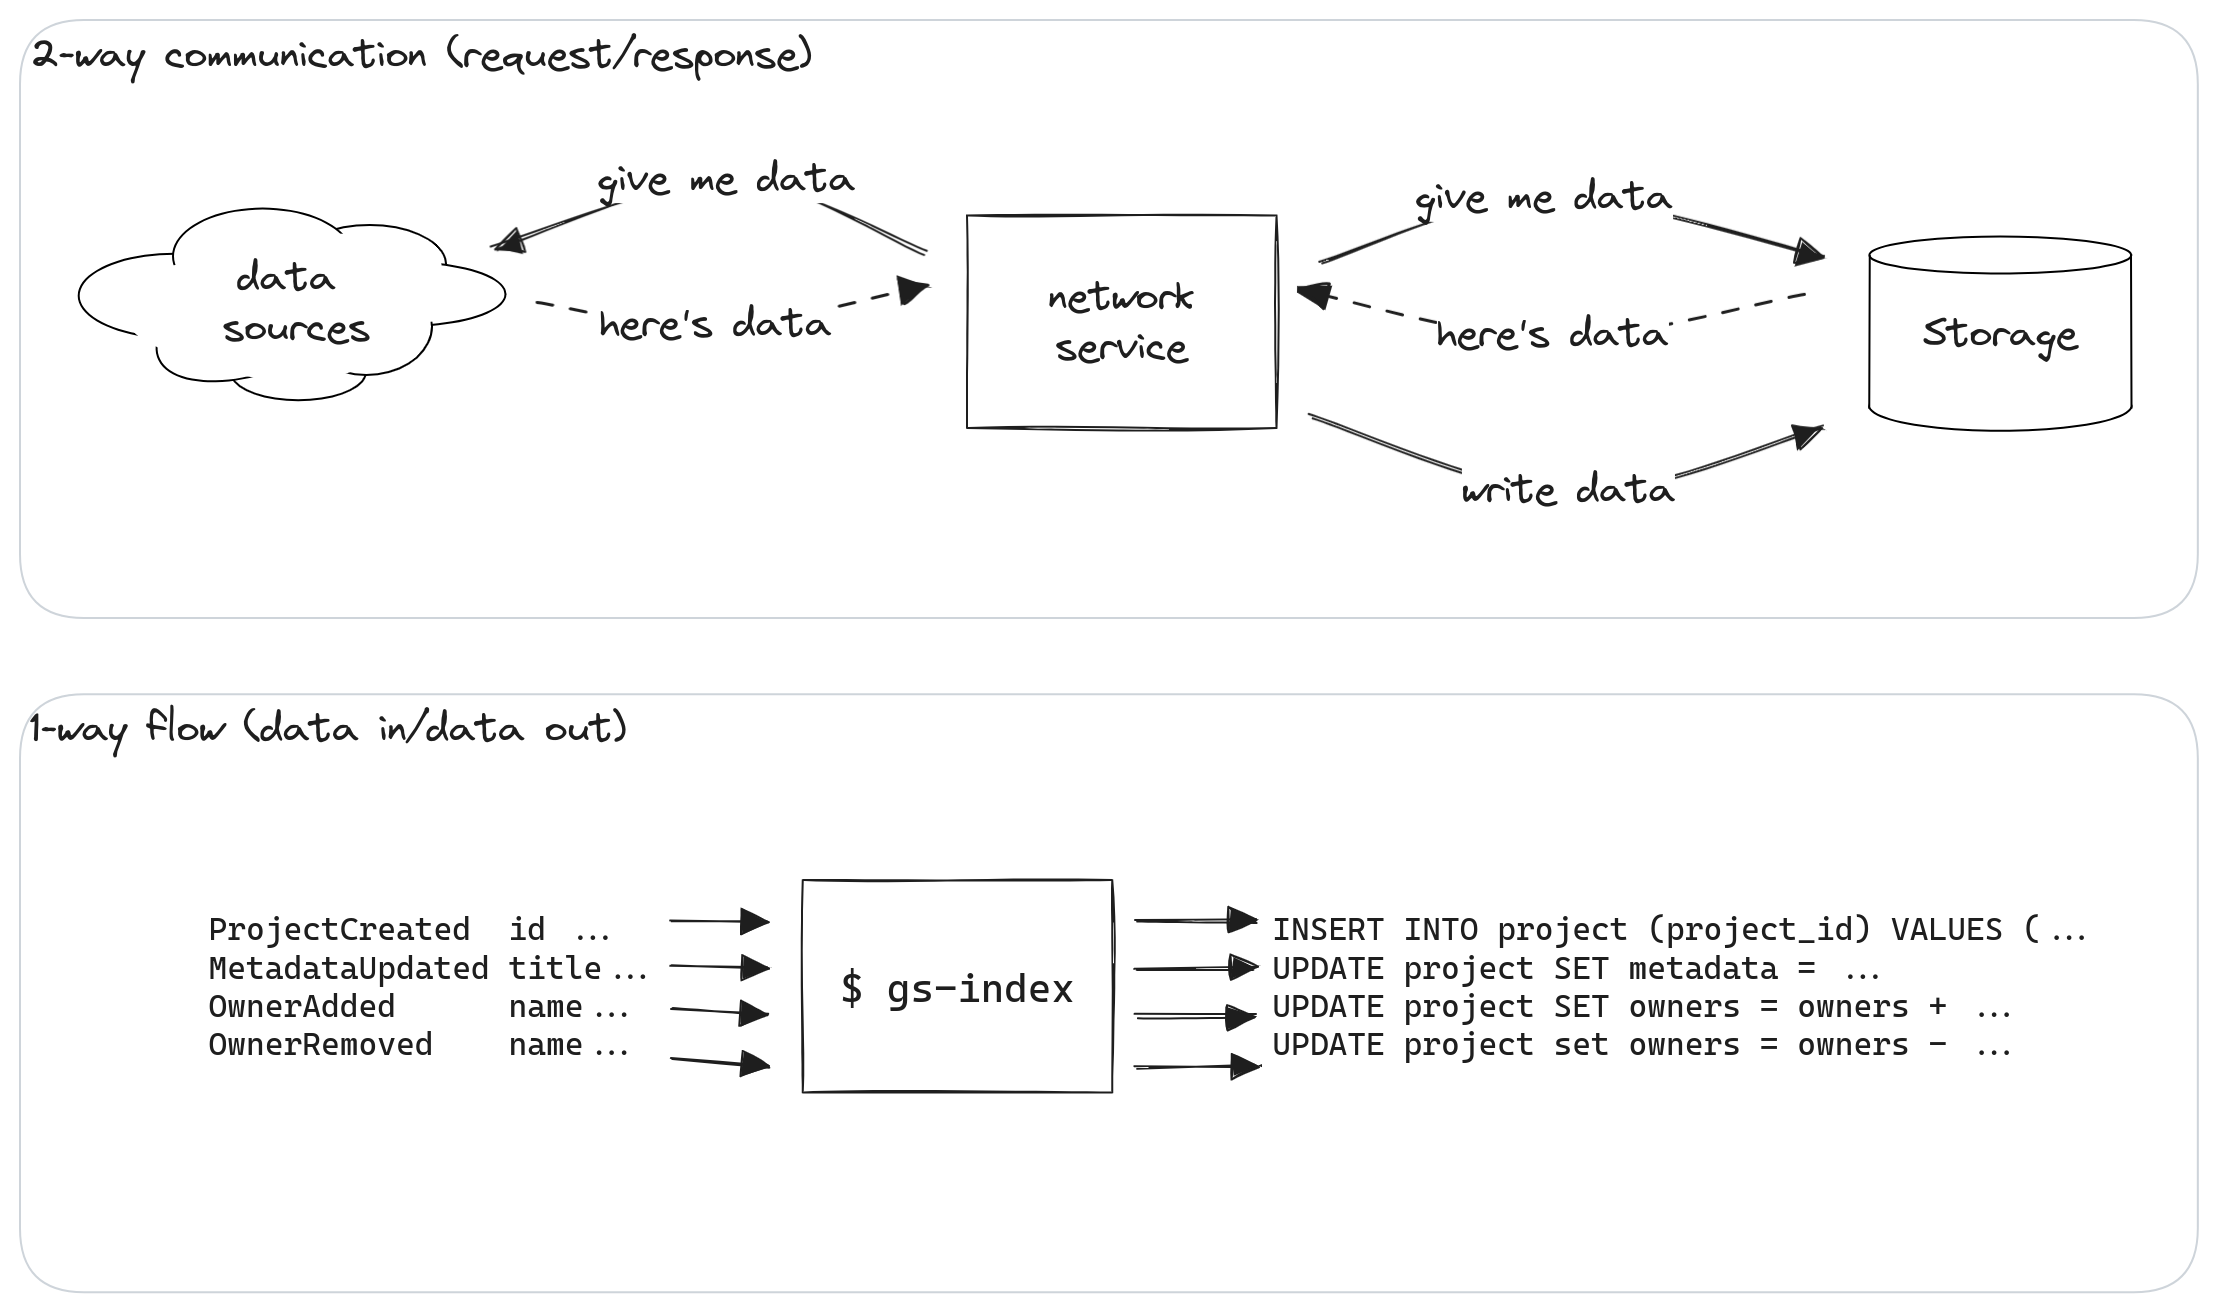 2-way communication (request/response)
give me data
give me data
data
sources
here's data
network
service
here's data
Storage
write data
1-way flow (data in/data out)
ProjectCreated id ...
MetadataUpdated title ...
OwnerAdded name ...
OwnerRemoved name ...
$ gs-index
INSERT INTO project (project_id) VALUES ( ...
UPDATE project SET metadata = ...
UPDATE project SET owners = owners + ...
UPDATE project set owners = owners - ...